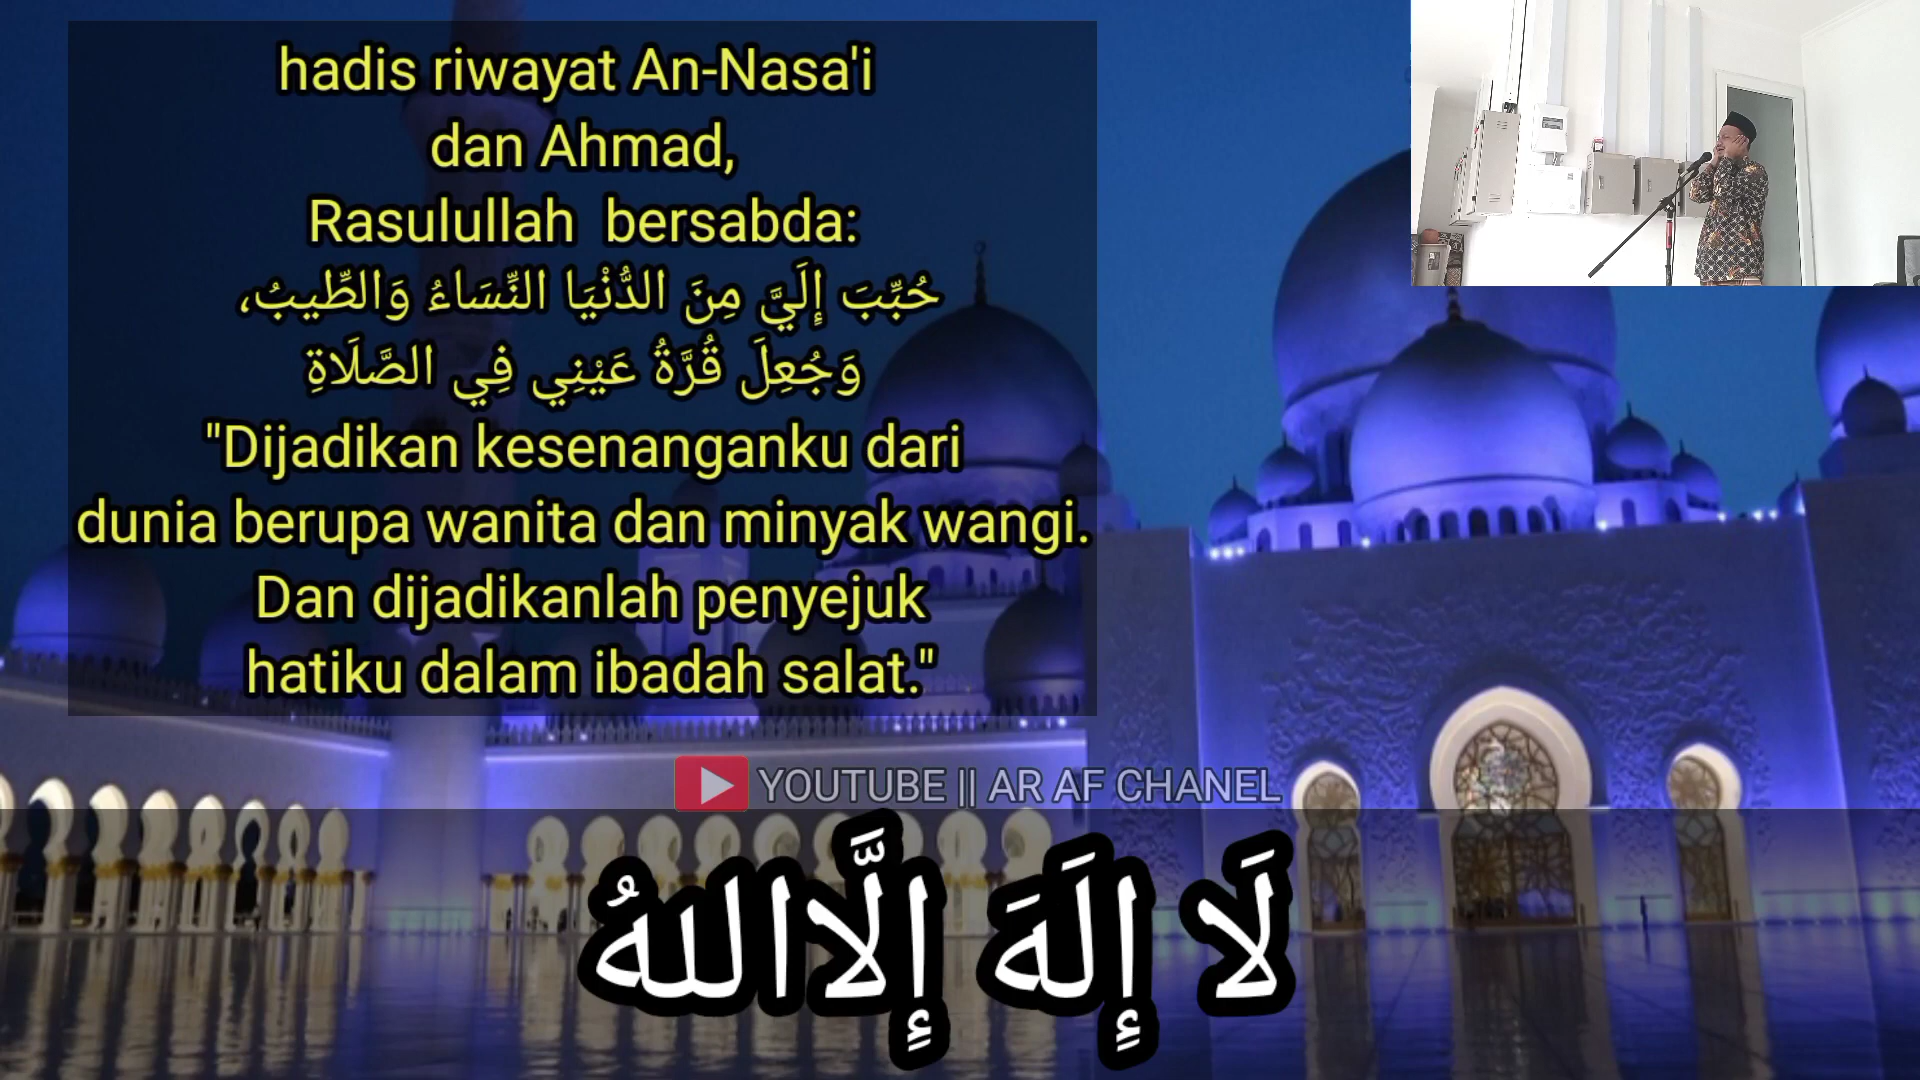 hadis riwayat An-Nasa'i
dan Ahmad,
Rasulullah bersabda:
حُبِّبَ إِلَيَّ مِنَ الدُّنْيَا النِّسَاءُ وَالطِّيبُ،
وَجُعِلَ قُرَّةُ عَيْنِي فِي الصَّلَاةِ
"Dijadikan kesenanganku dari
dunia berupa wanita dan minyak wangi.
Dan dijadikanlah penyejuk
hatiku dalam ibadah salat."
YOUTUBE || AR AF CHANEL
لَا إِلَهَ إِلَّااللهُ